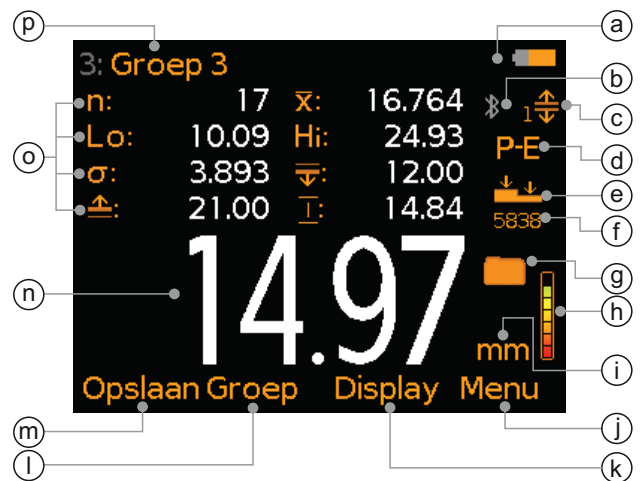 p
a
3: Groep 3
b
n: 17 x̅: 16.764
1
c
Lo: 10.09 Hi: 24.93
P-E
d
o
σ: 3.893 : 12.00
e
: 21.00 : 14.84
5838
f
g
n
14.97
h
mm
i
Opslaan Groep Display Menu
m
j
l
k